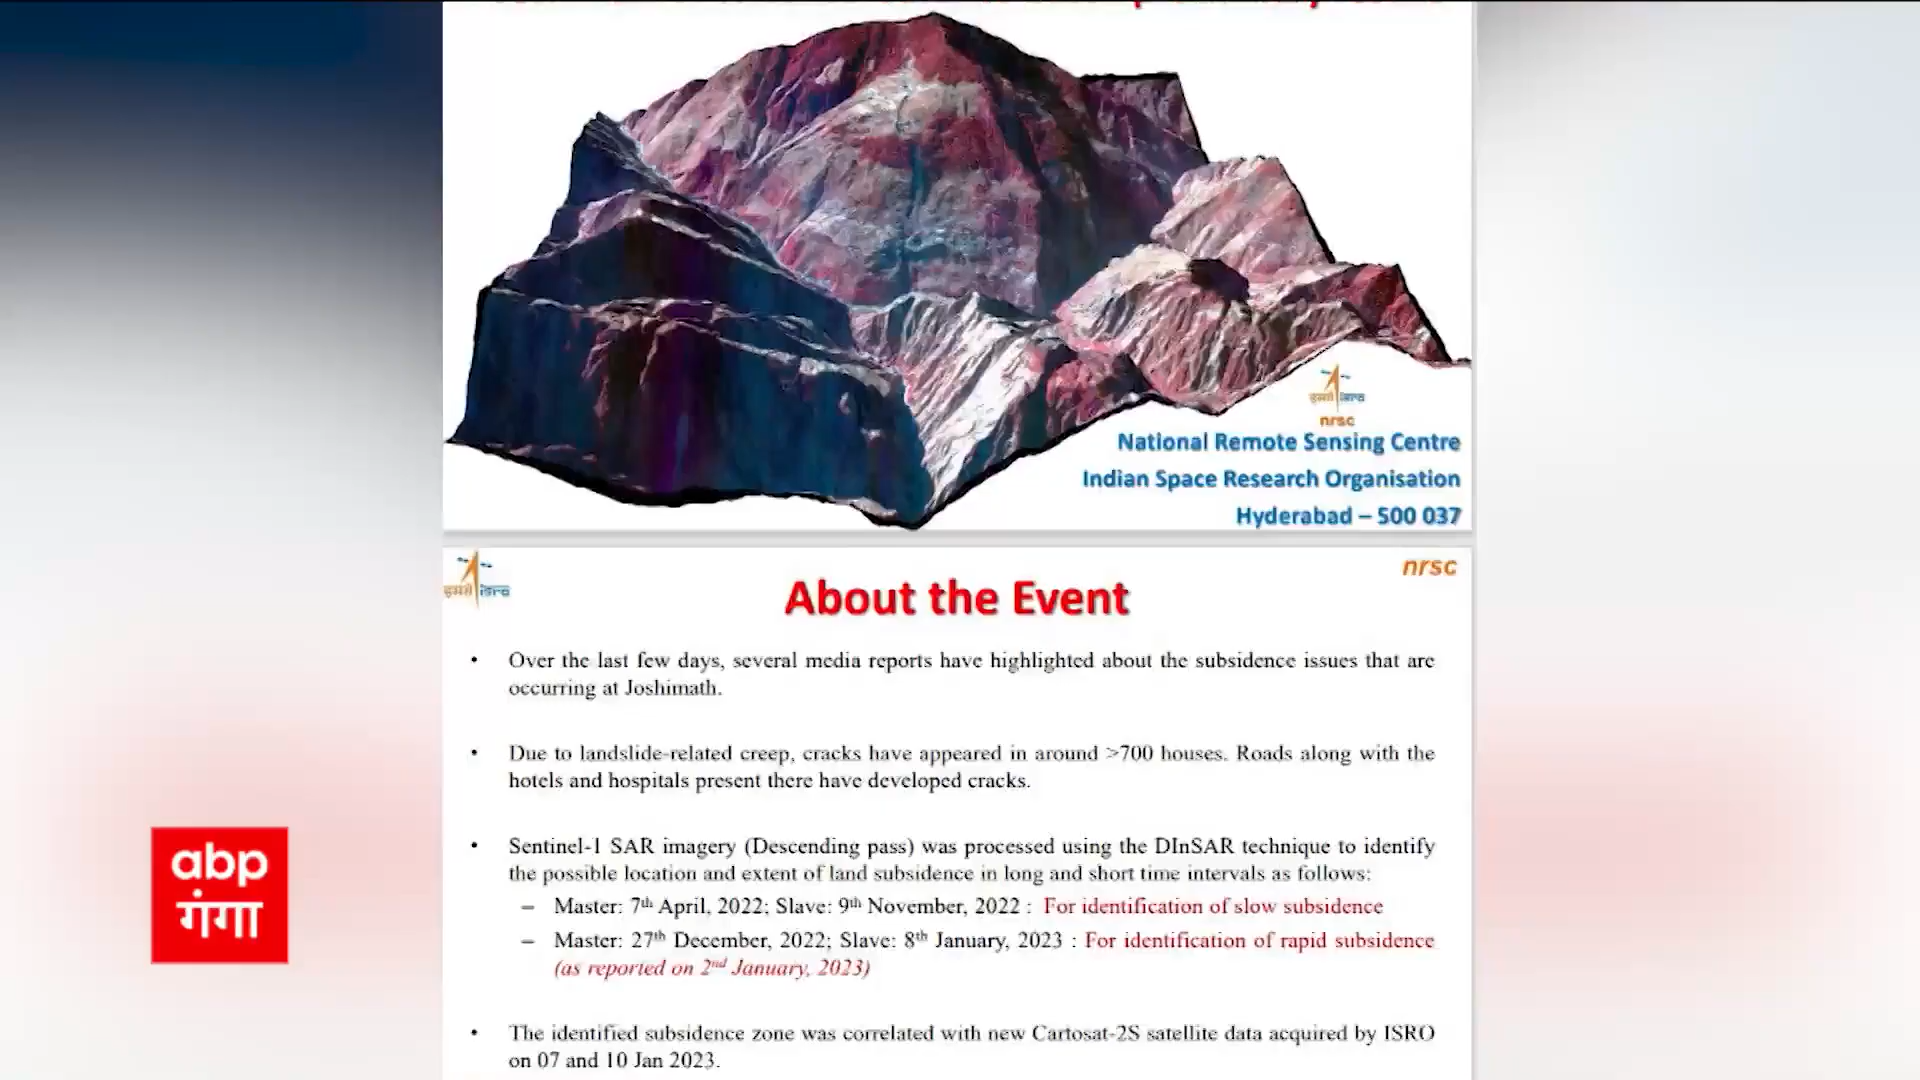 इसरो isro
nrsc
National Remote Sensing Centre
Indian Space Research Organisation
Hyderabad – 500 037
इसरो isro
nrsc
About the Event
• Over the last few days, several media reports have highlighted about the subsidence issues that are
occurring at Joshimath.
• Due to landslide-related creep, cracks have appeared in around >700 houses. Roads along with the
hotels and hospitals present there have developed cracks.
• Sentinel-1 SAR imagery (Descending pass) was processed using the DInSAR technique to identify
the possible location and extent of land subsidence in long and short time intervals as follows:
– Master: 7th April, 2022; Slave: 9th November, 2022 : For identification of slow subsidence
– Master: 27th December, 2022; Slave: 8th January, 2023 : For identification of rapid subsidence
(as reported on 2nd January, 2023)
• The identified subsidence zone was correlated with new Cartosat-2S satellite data acquired by ISRO
on 07 and 10 Jan 2023.
abp
गंगा